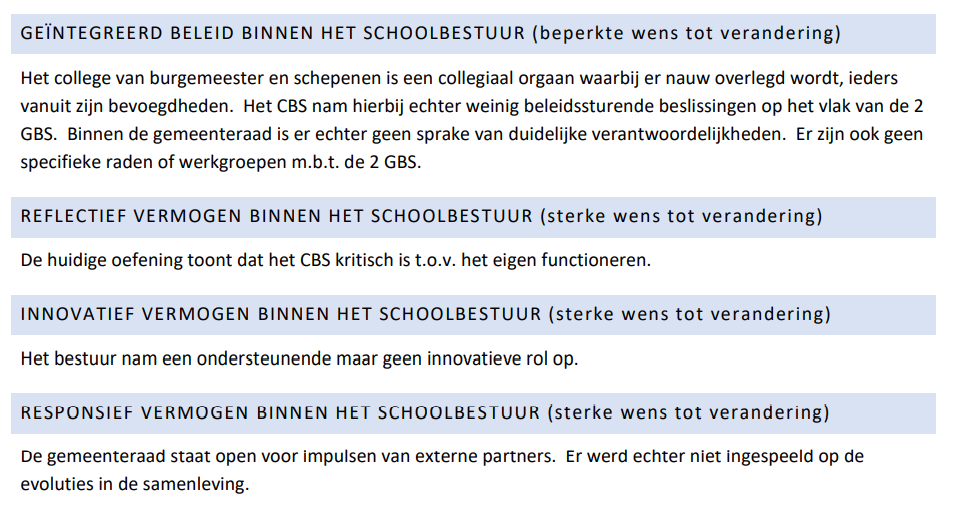 GEÏNTEGREERD BELEID BINNEN HET SCHOOLBESTUUR (beperkte wens tot verandering)
Het college van burgemeester en schepenen is een collegiaal orgaan waarbij er nauw overlegd wordt, ieders
vanuit zijn bevoegdheden. Het CBS nam hierbij echter weinig beleidssturende beslissingen op het vlak van de 2
GBS. Binnen de gemeenteraad is er echter geen sprake van duidelijke verantwoordelijkheden. Er zijn ook geen
specifieke raden of werkgroepen m.b.t. de 2 GBS.
REFLECTIEF VERMOGEN BINNEN HET SCHOOLBESTUUR (sterke wens tot verandering)
De huidige oefening toont dat het CBS kritisch is t.o.v. het eigen functioneren.
INNOVATIEF VERMOGEN BINNEN HET SCHOOLBESTUUR (sterke wens tot verandering)
Het bestuur nam een ondersteunende maar geen innovatieve rol op.
RESPONSIEF VERMOGEN BINNEN HET SCHOOLBESTUUR (sterke wens tot verandering)
De gemeenteraad staat open voor impulsen van externe partners. Er werd echter niet ingespeeld op de
evoluties in de samenleving.